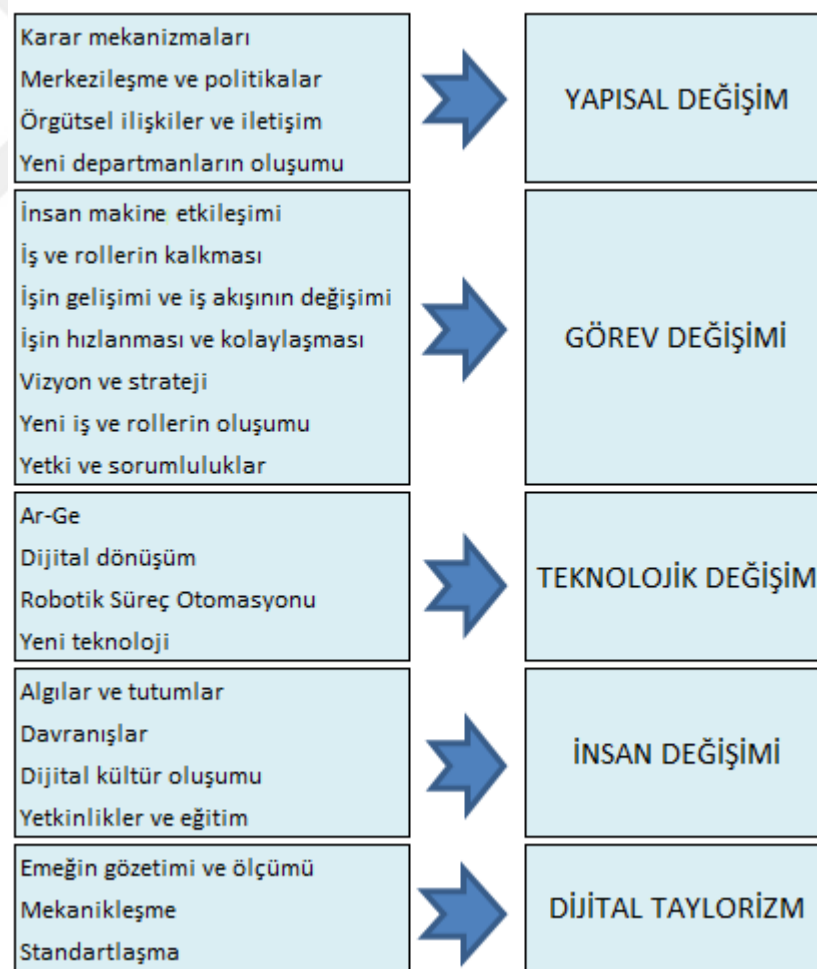 Karar mekanizmaları
Merkezileşme ve politikalar
Örgütsel ilişkiler ve iletişim
Yeni departmanların oluşumu
YAPISAL DEĞİŞİM
İnsan makine etkileşimi
İş ve rollerin kalkması
İşin gelişimi ve iş akışının değişimi
İşin hızlanması ve kolaylaşması
Vizyon ve strateji
Yeni iş ve rollerin oluşumu
Yetki ve sorumluluklar
GÖREV DEĞİŞİMİ
Ar-Ge
Dijital dönüşüm
Robotik Süreç Otomasyonu
Yeni teknoloji
TEKNOLOJİK DEĞİŞİM
Algılar ve tutumlar
Davranışlar
Dijital kültür oluşumu
Yetkinlikler ve eğitim
İNSAN DEĞİŞİMİ
Emeğin gözetimi ve ölçümü
Mekanikleşme
Standartlaşma
DİJİTAL TAYLORİZM